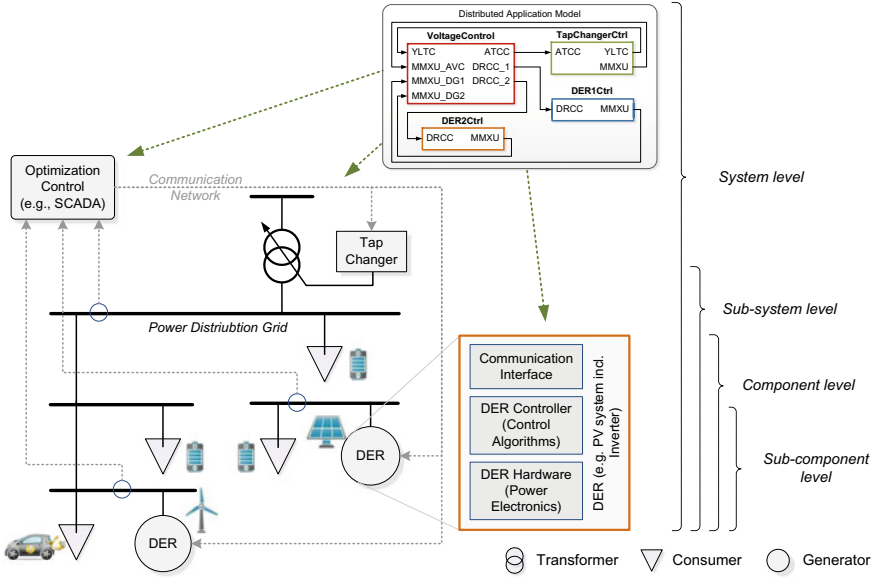 Distributed Application Model
VoltageControl
TapChangerCtrl
YLTC ATCC
ATCC YLTC
MMXU_AVC DRCC_1
MMXU
MMXU_DG1 DRCC_2
MMXU_DG2
DER1Ctrl
DRCC MMXU
DER2Ctrl
DRCC MMXU
Optimization
Control
(e.g., SCADA)
Communication
Network
System level
Tap
Changer
Sub-system level
Power Distriubtion Grid
Communication
Interface
DER Controller
(Control
Algorithms)
DER Hardware
(Power
Electronics)
DER (e.g. PV system incl.
Inverter)
Component level
Sub-component
level
DER
DER
Transformer
Consumer
Generator